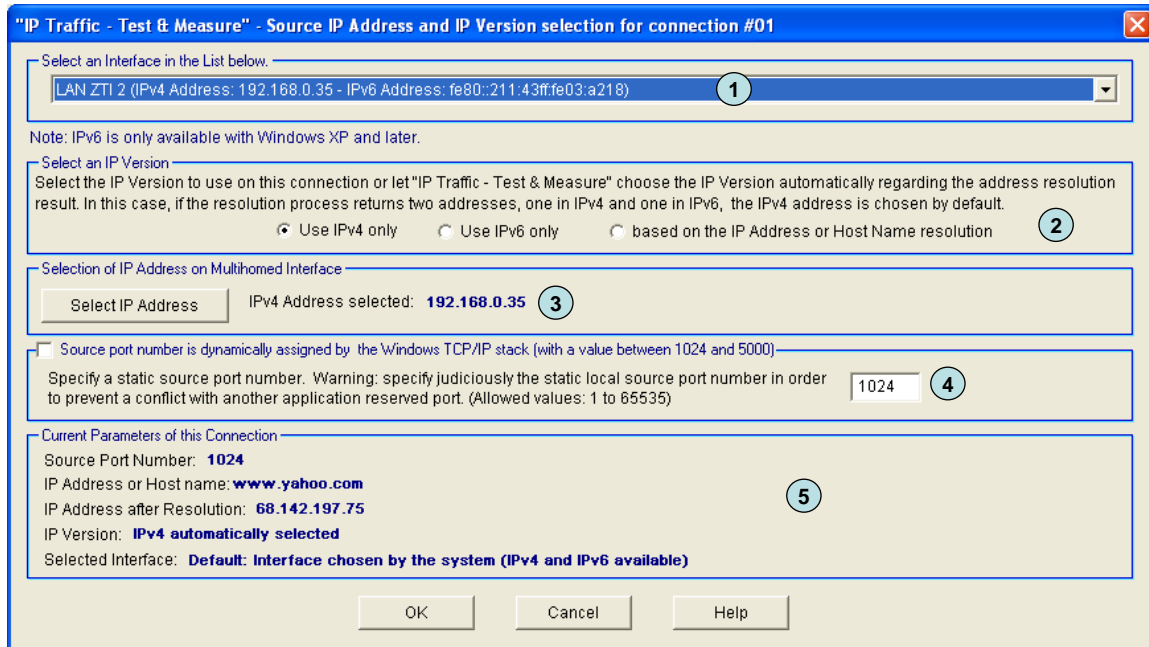 "IP Traffic - Test & Measure" - Source IP Address and IP Version selection for connection #01
Select an Interface in the List below.
LAN ZTI 2 (IPv4 Address: 192.168.0.35 - IPv6 Address: fe80::211:43ff:fe03:a218)
1
Note: IPv6 is only available with Windows XP and later.
Select an IP Version
Select the IP Version to use on this connection or let "IP Traffic - Test & Measure" choose the IP Version automatically regarding the address resolution
result. In this case, if the resolution process returns two addresses, one in IPv4 and one in IPv6, the IPv4 address is chosen by default.
Use IPv4 only Use IPv6 only based on the IP Address or Host Name resolution
2
Selection of IP Address on Multihomed Interface
Select IP Address IPv4 Address selected: 192.168.0.35 3
Source port number is dynamically assigned by the Windows TCP/IP stack (with a value between 1024 and 5000)
Specify a static source port number. Warning: specify judiciously the static local source port number in order
to prevent a conflict with another application reserved port. (Allowed values: 1 to 65535)
1024 4
Current Parameters of this Connection
Source Port Number: 1024
IP Address or Host name: www.yahoo.com
IP Address after Resolution: 68.142.197.75
IP Version: IPv4 automatically selected
Selected Interface: Default: Interface chosen by the system (IPv4 and IPv6 available)
5
OK Cancel Help